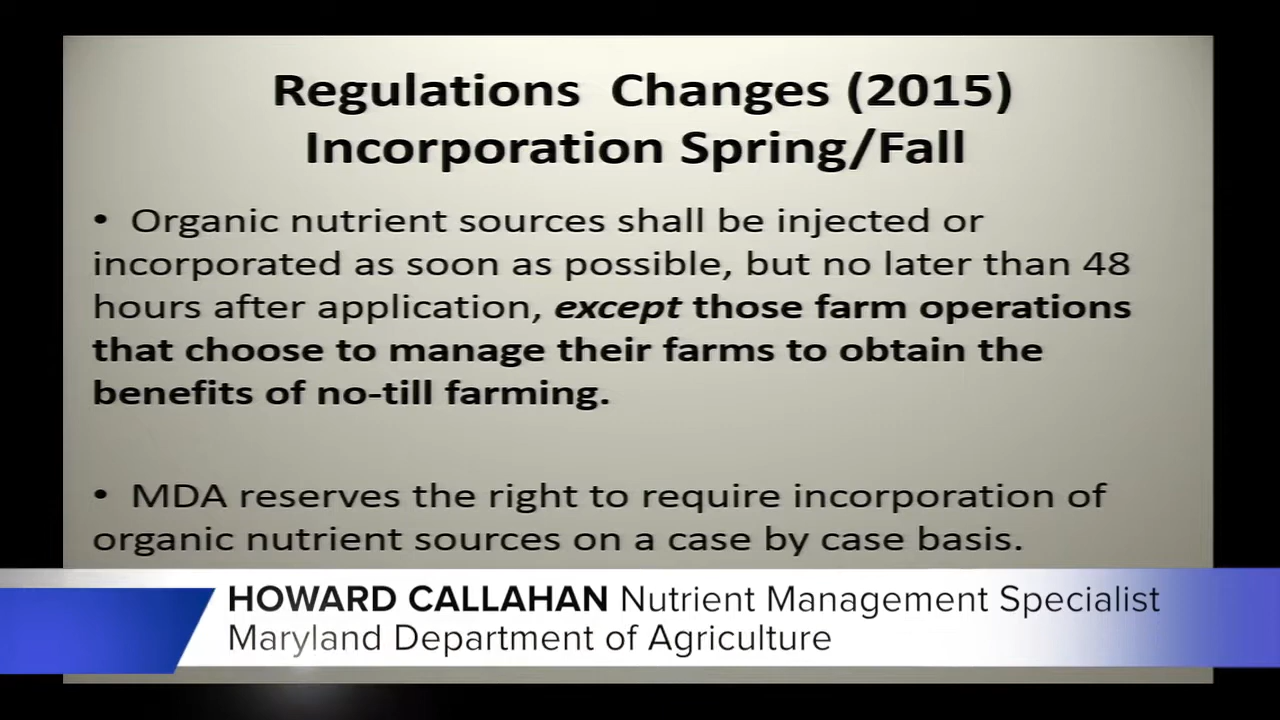 Regulations Changes (2015)
Incorporation Spring/Fall
• Organic nutrient sources shall be injected or
incorporated as soon as possible, but no later than 48
hours after application, except those farm operations
that choose to manage their farms to obtain the
benefits of no-till farming.
• MDA reserves the right to require incorporation of
organic nutrient sources on a case by case basis.
HOWARD CALLAHAN Nutrient Management Specialist
Maryland Department of Agriculture